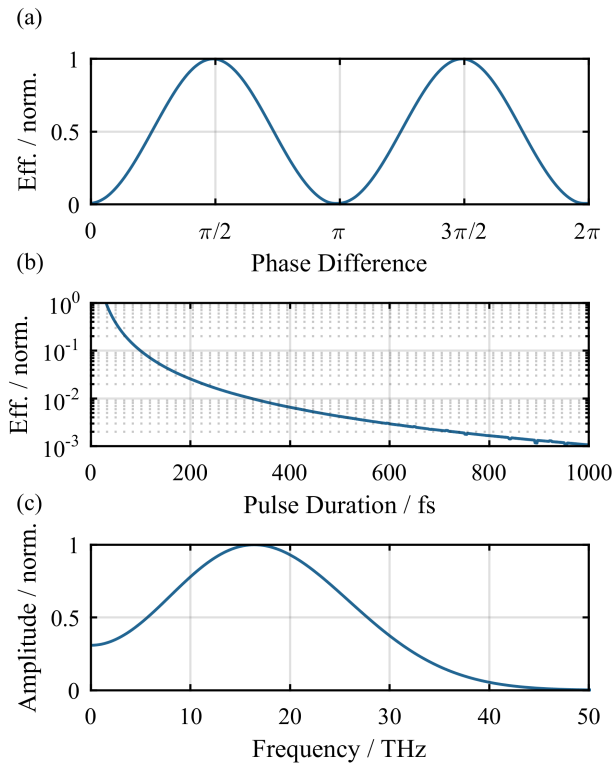 (a)
1
0.5
0
Eff. / norm.
0 π/2 π 3π/2 2π
Phase Difference
(b)
10^0
10^-1
10^-2
10^-3
Eff. / norm.
0 200 400 600 800 1000
Pulse Duration / fs
(c)
1
0.5
0
Amplitude / norm.
0 10 20 30 40 50
Frequency / THz